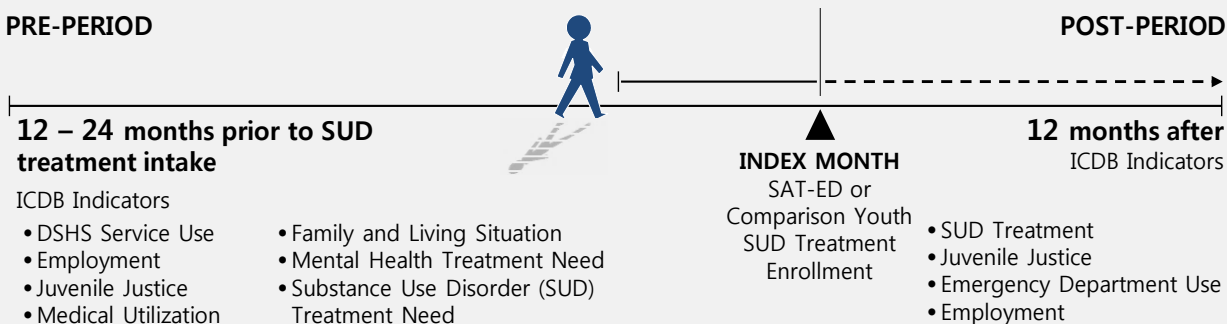 PRE-PERIOD
POST-PERIOD
12 – 24 months prior to SUD
treatment intake
ICDB Indicators
• DSHS Service Use
• Employment
• Juvenile Justice
• Medical Utilization
• Family and Living Situation
• Mental Health Treatment Need
• Substance Use Disorder (SUD)
Treatment Need
INDEX MONTH
SAT-ED or
Comparison Youth
SUD Treatment
Enrollment
12 months after
ICDB Indicators
• SUD Treatment
• Juvenile Justice
• Emergency Department Use
• Employment